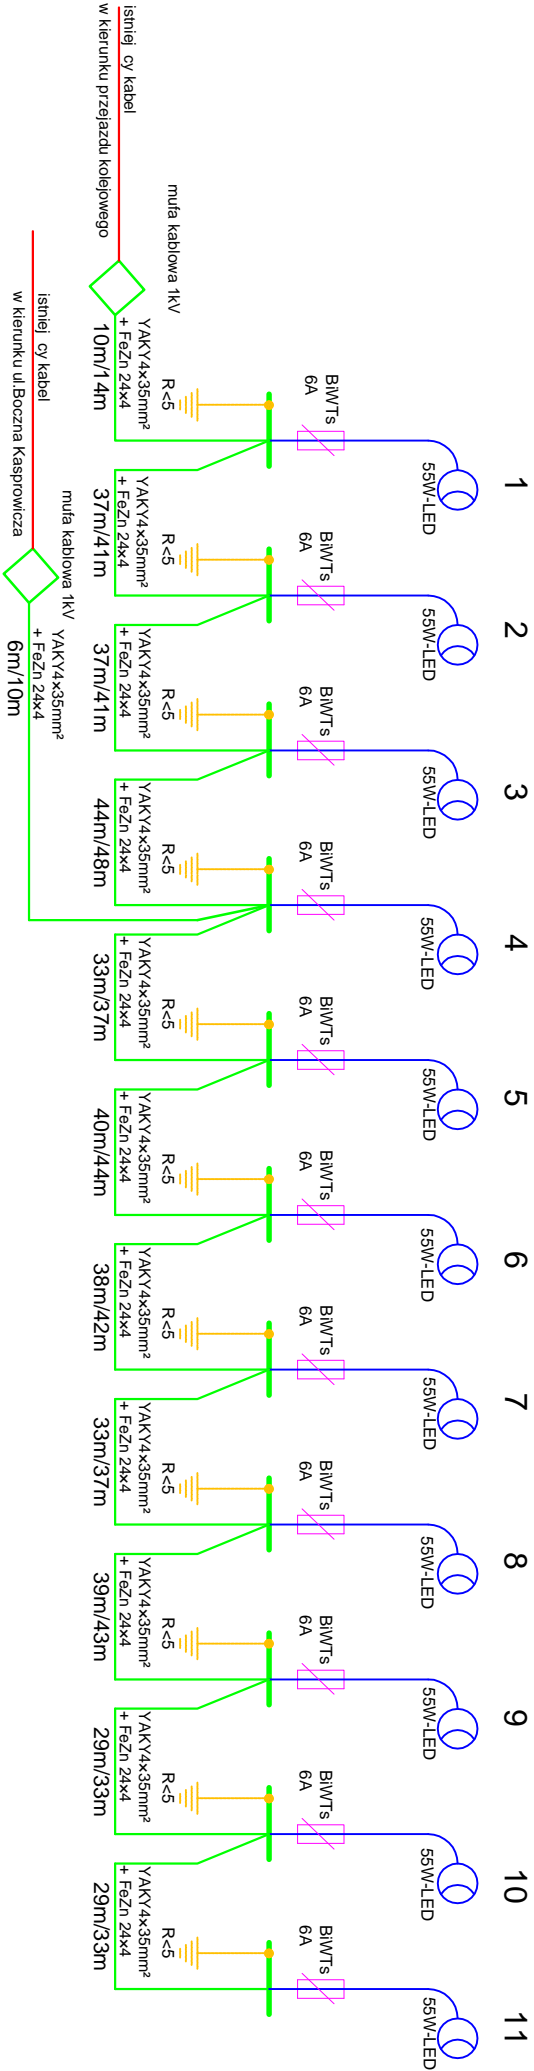 1
2
3
4
5
6
7
8
9
10
11
55W-LED
55W-LED
55W-LED
55W-LED
55W-LED
55W-LED
55W-LED
55W-LED
55W-LED
55W-LED
55W-LED
BiWTs
6A
BiWTs
6A
BiWTs
6A
BiWTs
6A
BiWTs
6A
BiWTs
6A
BiWTs
6A
BiWTs
6A
BiWTs
6A
BiWTs
6A
BiWTs
6A
R<5
R<5
R<5
R<5
R<5
R<5
R<5
R<5
R<5
R<5
R<5
mufa kablowa 1kV
istniej cy kabel
w kierunku przejazdu kolejowego
YAKY4x35mm²
+ FeZn 24x4
10m/14m
YAKY4x35mm²
+ FeZn 24x4
37m/41m
YAKY4x35mm²
+ FeZn 24x4
37m/41m
YAKY4x35mm²
+ FeZn 24x4
44m/48m
YAKY4x35mm²
+ FeZn 24x4
33m/37m
YAKY4x35mm²
+ FeZn 24x4
40m/44m
YAKY4x35mm²
+ FeZn 24x4
38m/42m
YAKY4x35mm²
+ FeZn 24x4
33m/37m
YAKY4x35mm²
+ FeZn 24x4
39m/43m
YAKY4x35mm²
+ FeZn 24x4
29m/33m
YAKY4x35mm²
+ FeZn 24x4
29m/33m
istniej cy kabel
w kierunku ul.Boczna Kasprowicza
mufa kablowa 1kV
YAKY4x35mm²
+ FeZn 24x4
6m/10m